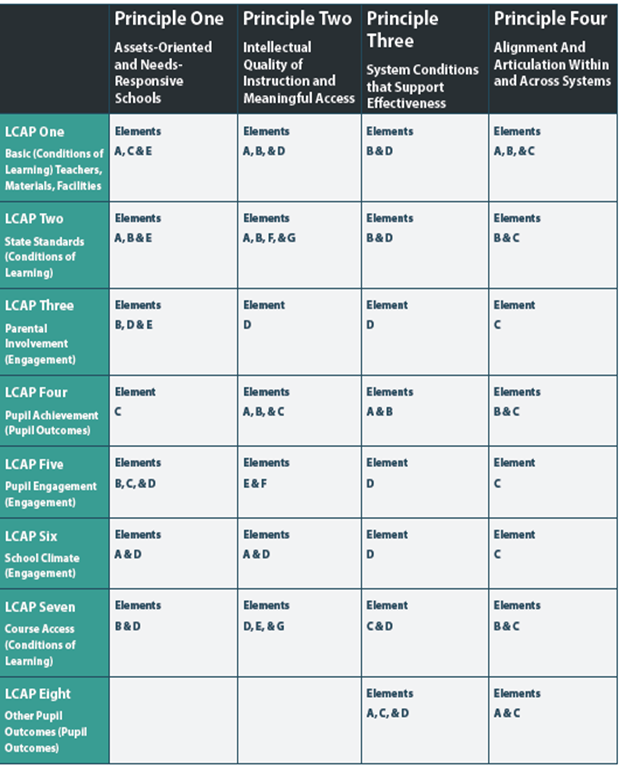 Principle One
Assets-Oriented
and Needs-
Responsive
Schools
Principle Two
Intellectual
Quality of
Instruction and
Meaningful Access
Principle
Three
System Conditions
that Support
Effectiveness
Principle Four
Alignment And
Articulation Within
and Across Systems
LCAP One
Basic (Conditions of
Learning) Teachers,
Materials, Facilities
Elements
A, C & E
Elements
A, B, & D
Elements
B & D
Elements
A, B, & C
LCAP Two
State Standards
(Conditions of
Learning)
Elements
A, B & E
Elements
A, B, F, & G
Elements
B & D
Elements
B & C
LCAP Three
Parental
Involvement
(Engagement)
Elements
B, D & E
Element
D
Element
D
Element
C
LCAP Four
Pupil Achievement
(Pupil Outcomes)
Element
C
Elements
A, B, & C
Elements
A & B
Elements
B & C
LCAP Five
Pupil Engagement
(Engagement)
Elements
B, C, & D
Elements
E & F
Element
D
Element
C
LCAP Six
School Climate
(Engagement)
Elements
A & D
Elements
A & D
Element
D
Element
C
LCAP Seven
Course Access
(Conditions of
Learning)
Elements
B & D
Elements
D, E, & G
Element
C & D
Elements
B & C
LCAP Eight
Other Pupil
Outcomes (Pupil
Outcomes)
Elements
A, C, & D
Elements
A & C